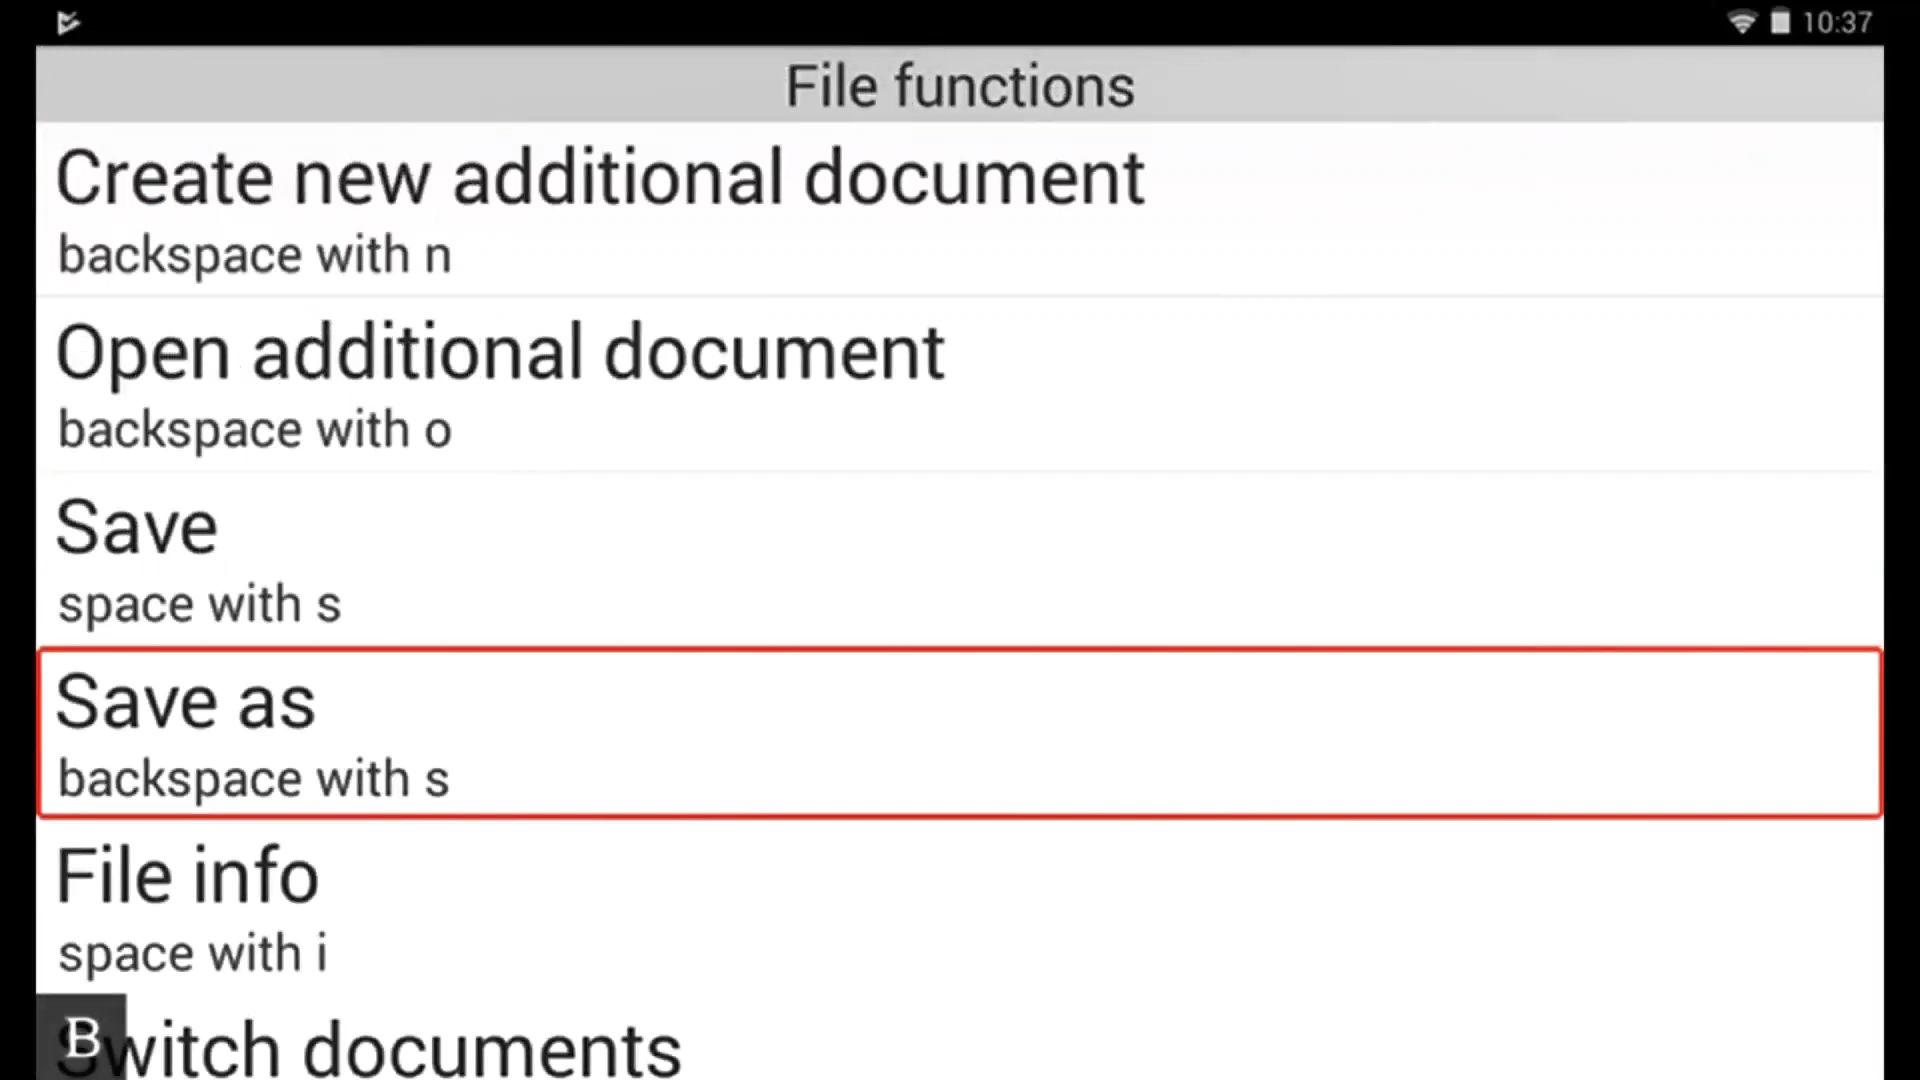 10:37
File functions
Create new additional document
backspace with n
Open additional document
backspace with o
Save
space with s
Save as
backspace with s
File info
space with i
B
Switch documents